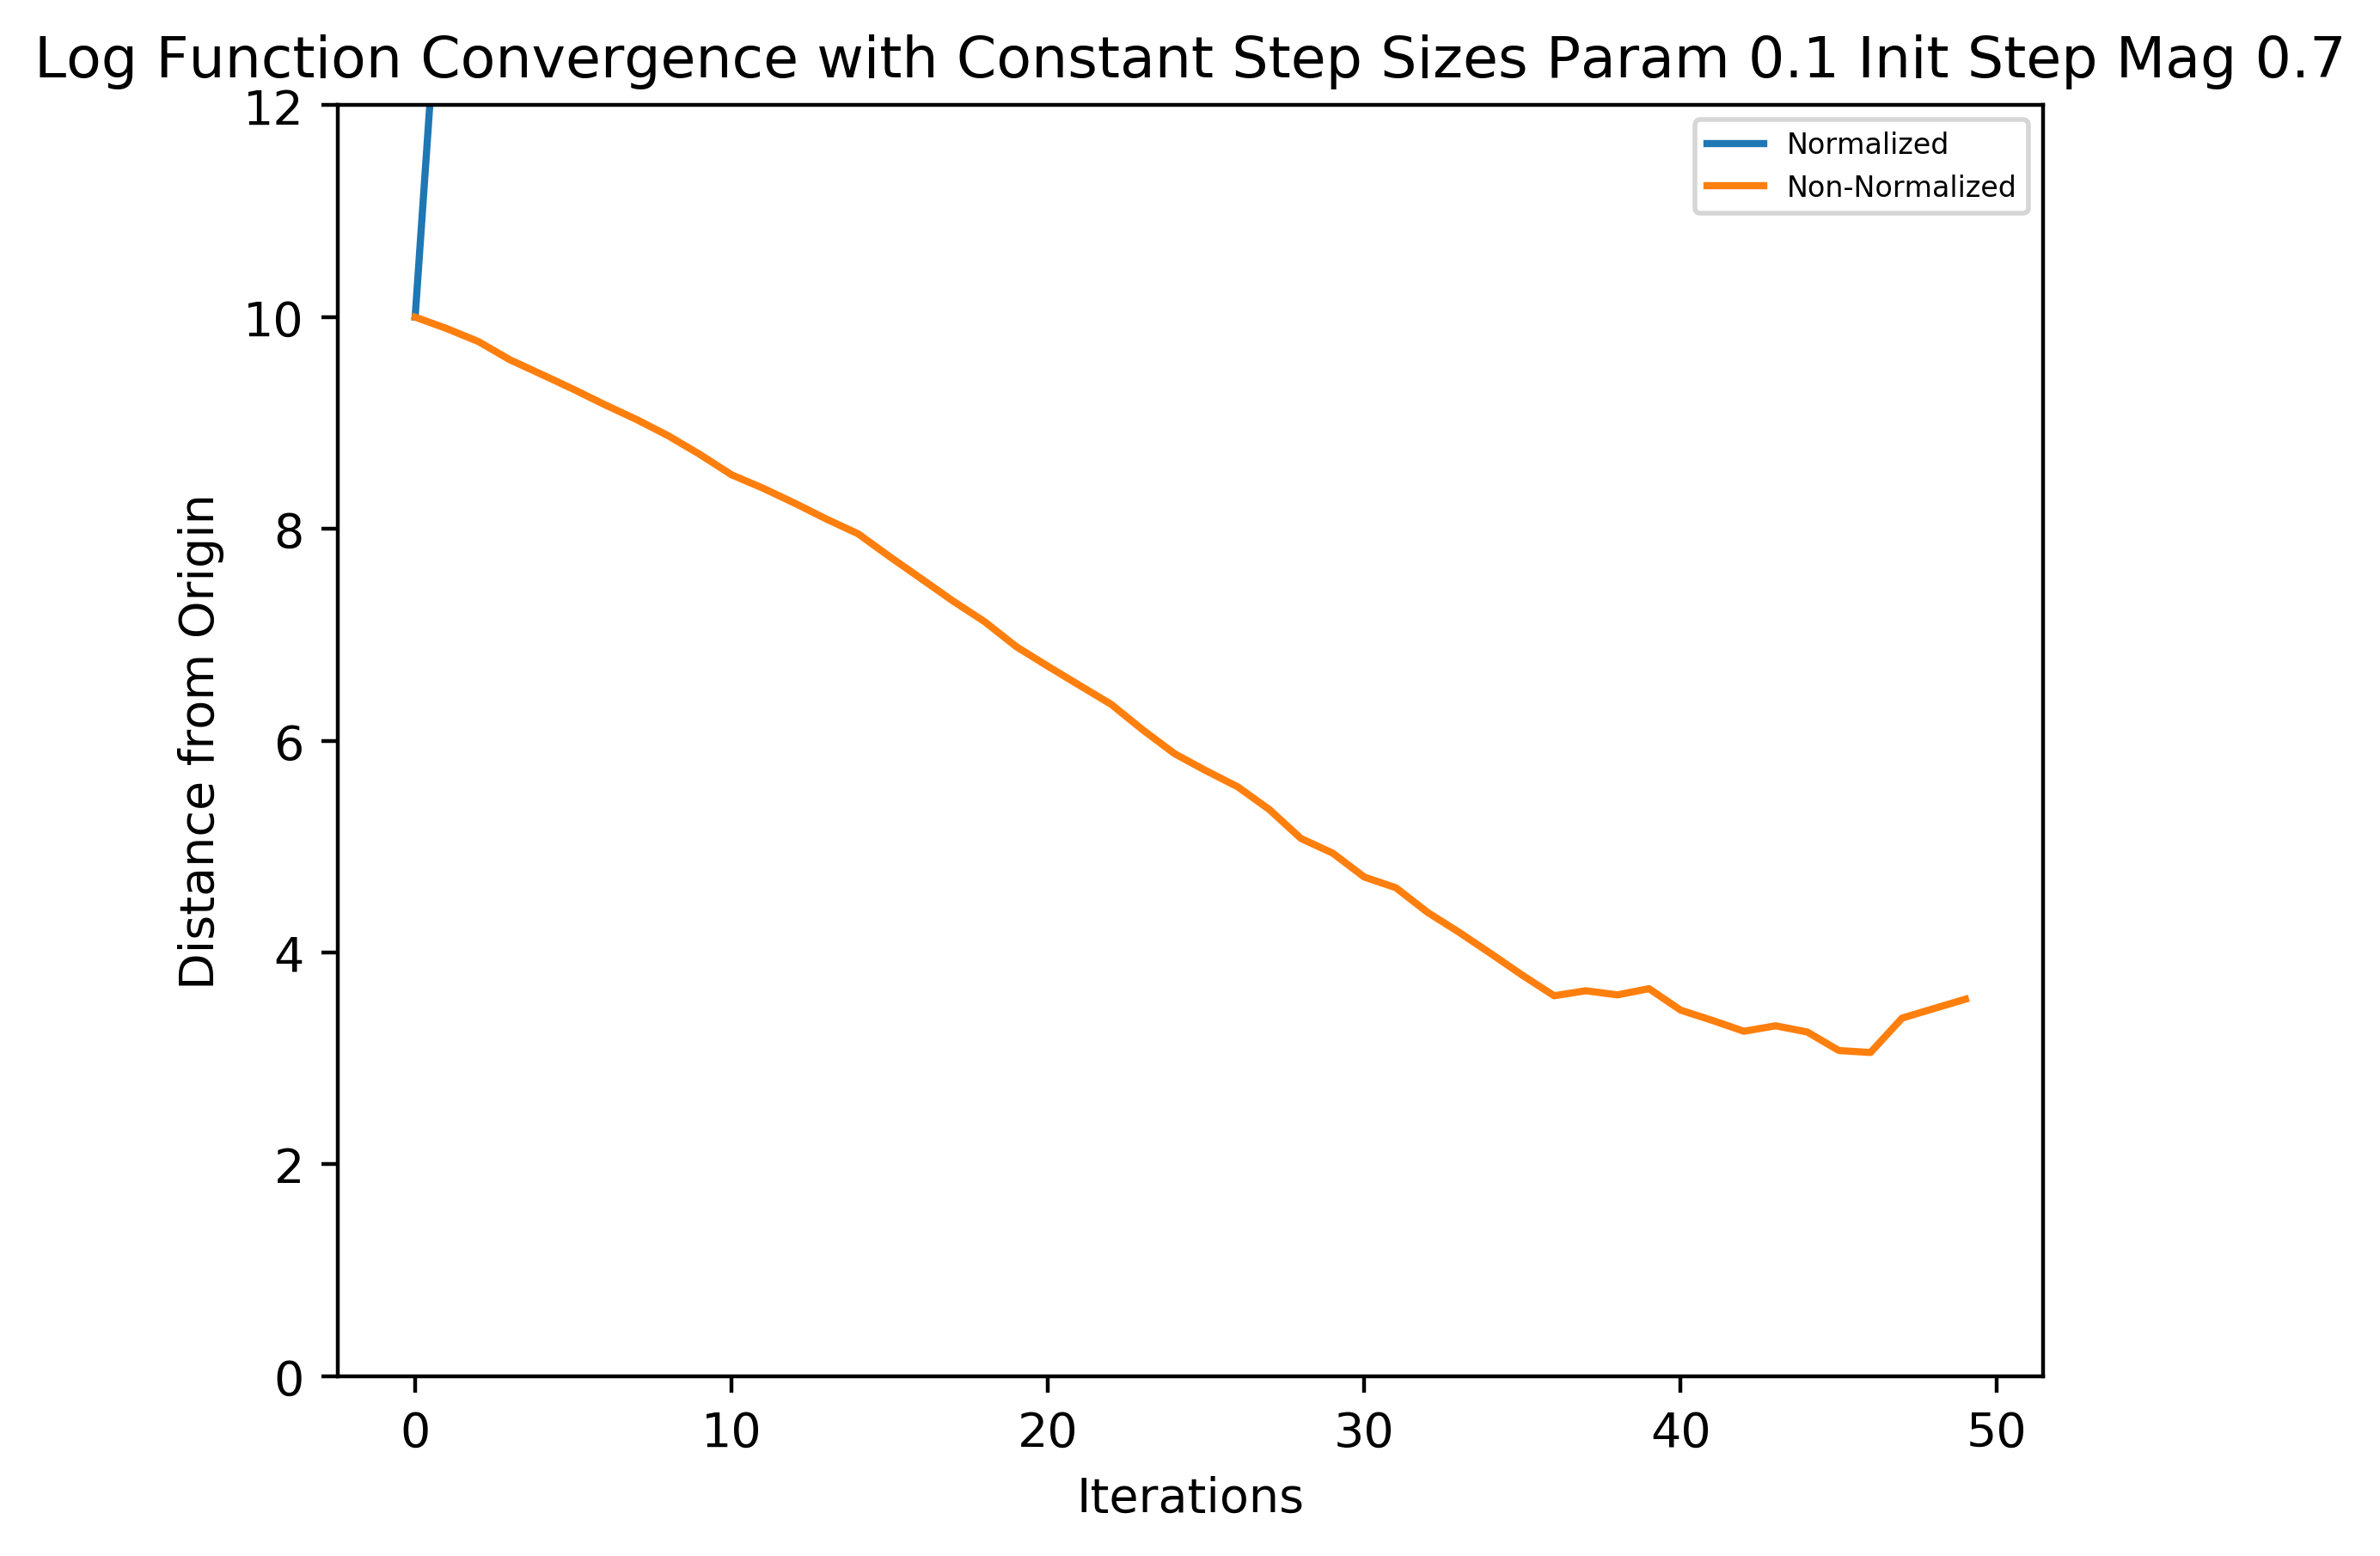 Log Function Convergence with Constant Step Sizes Param 0.1 Init Step Mag 0.7
Normalized
Non-Normalized
12
10
8
6
4
2
0
Distance from Origin
0 10 20 30 40 50
Iterations